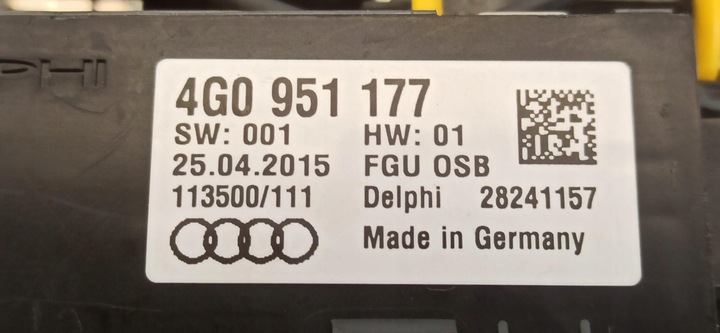 4G0 951 177
SW: 001 HW: 01
25.04.2015 FGU OSB
113500/111 Delphi 28241157
Made in Germany